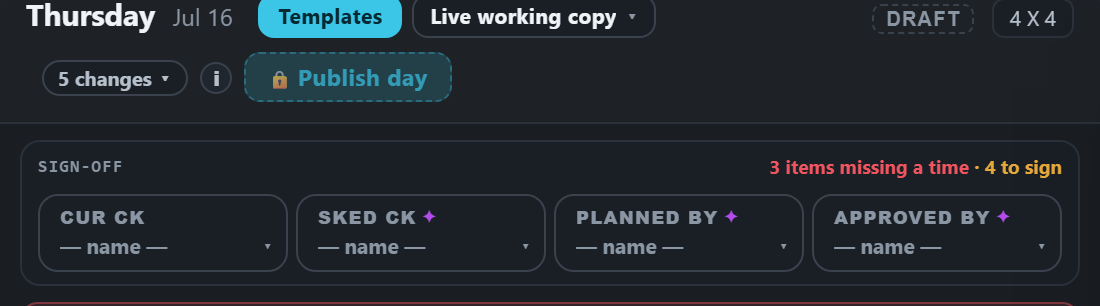 Thursday Jul 16 Templates Live working copy ▾ DRAFT 4 X 4
5 changes ▾ i 🔒 Publish day
SIGN-OFF 3 items missing a time · 4 to sign
CUR CK SKED CK ✦ PLANNED BY ✦ APPROVED BY ✦
— name — ▾ — name — ▾ — name — ▾ — name — ▾